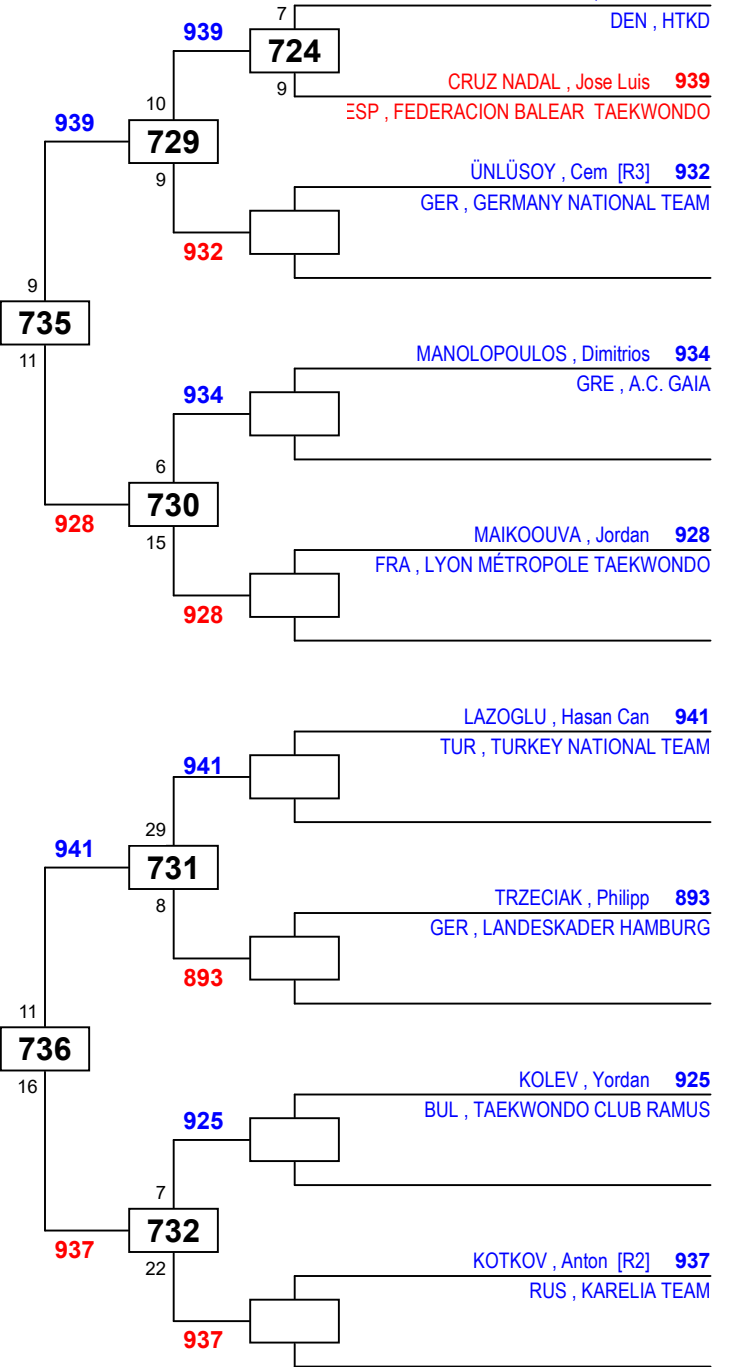 7
DEN , HTKD
939
724
CRUZ NADAL , Jose Luis 939
9
ESP , FEDERACION BALEAR TAEKWONDO
10
939
729
ÜNLÜSOY , Cem [R3] 932
9
GER , GERMANY NATIONAL TEAM
932
9
735
MANOLOPOULOS , Dimitrios 934
11
GRE , A.C. GAIA
934
6
730
928
MAIKOOUVA , Jordan 928
15
FRA , LYON MÉTROPOLE TAEKWONDO
928
LAZOGLU , Hasan Can 941
TUR , TURKEY NATIONAL TEAM
941
29
941
731
TRZECIAK , Philipp 893
8
GER , LANDESKADER HAMBURG
893
11
736
KOLEV , Yordan 925
16
BUL , TAEKWONDO CLUB RAMUS
925
7
732
937
KOTKOV , Anton [R2] 937
22
RUS , KARELIA TEAM
937